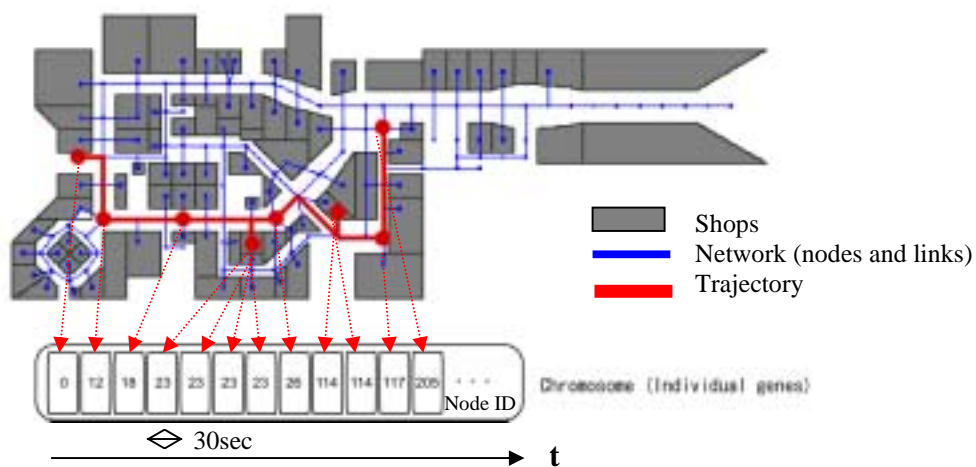 Shops
Network (nodes and links)
Trajectory
0 12 18 23 23 23 23 26 114 114 117 205 ...
Node ID
Chromosome (Individual genes)
30sec
t